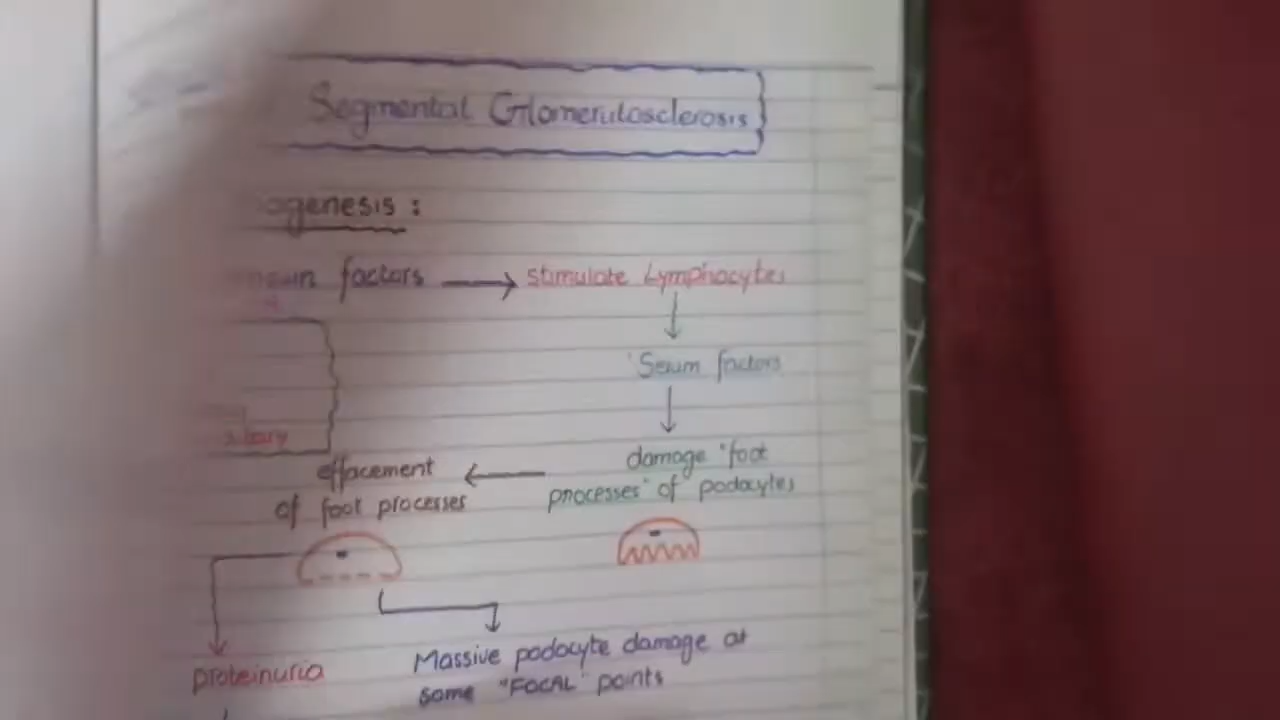 Segmental Glomerulosclerosis
ogenesis :
factors → stimulate Lymphocytes
'Serum factors
damage "foot
processes" of podocytes
effacement
of foot processes
proteinuria
Massive podocyte damage at
some "FOCAL" points